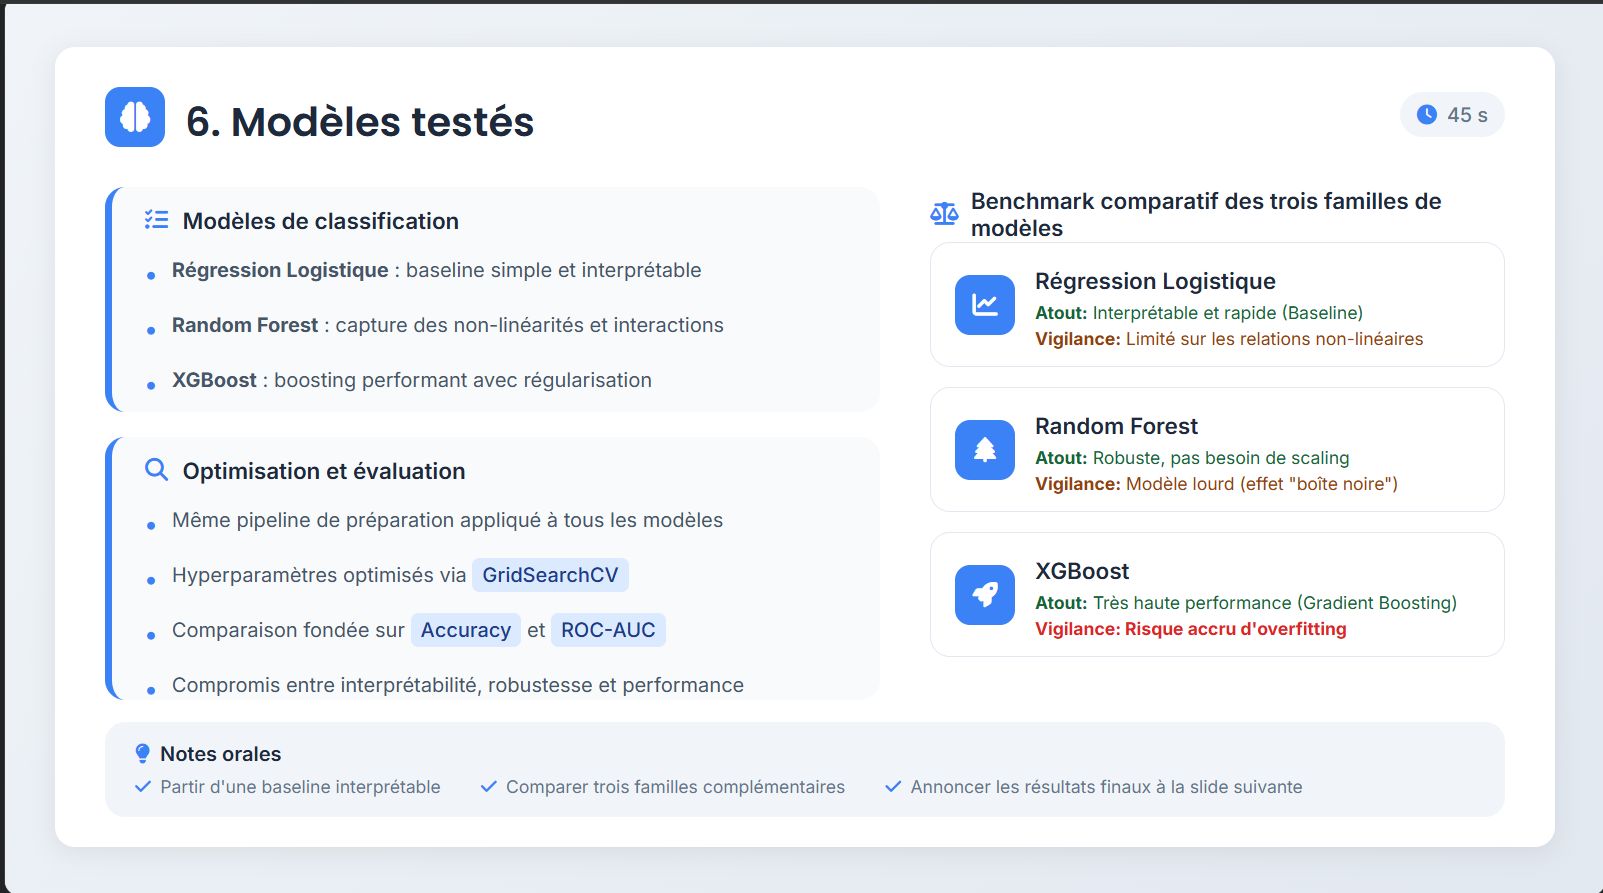 6. Modèles testés
45 s
Modèles de classification
Régression Logistique : baseline simple et interprétable
Random Forest : capture des non-linéarités et interactions
XGBoost : boosting performant avec régularisation
Optimisation et évaluation
Même pipeline de préparation appliqué à tous les modèles
Hyperparamètres optimisés via GridSearchCV
Comparaison fondée sur Accuracy et ROC-AUC
Compromis entre interprétabilité, robustesse et performance
Benchmark comparatif des trois familles de
modèles
Régression Logistique
Atout: Interprétable et rapide (Baseline)
Vigilance: Limité sur les relations non-linéaires
Random Forest
Atout: Robuste, pas besoin de scaling
Vigilance: Modèle lourd (effet "boîte noire")
XGBoost
Atout: Très haute performance (Gradient Boosting)
Vigilance: Risque accru d'overfitting
Notes orales
Partir d'une baseline interprétable
Comparer trois familles complémentaires
Annoncer les résultats finaux à la slide suivante